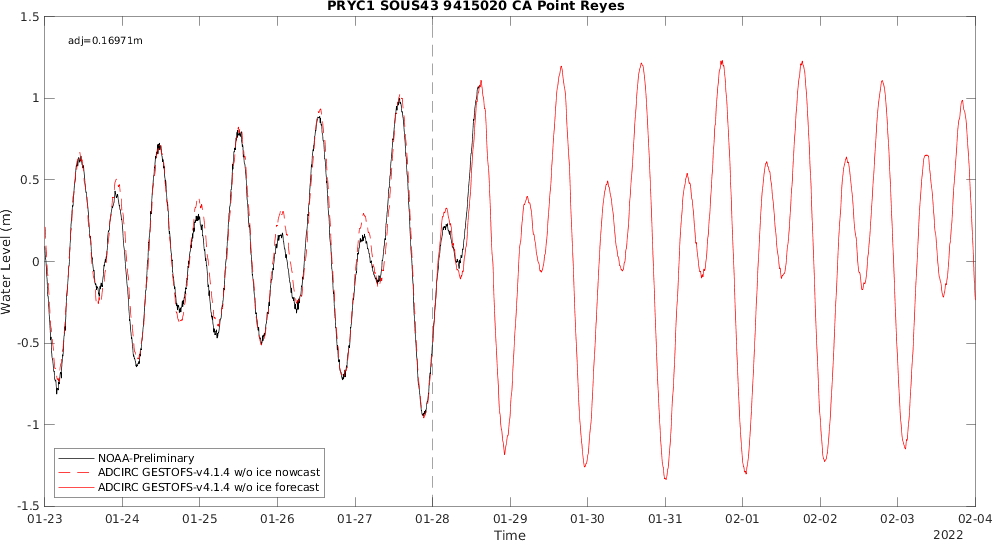 PRYC1 SOUS43 9415020 CA Point Reyes
adj=0.16971m
1.5
1
0.5
0
-0.5
-1
-1.5
Water Level (m)
NOAA-Preliminary
ADCIRC GESTOFS-v4.1.4 w/o ice nowcast
ADCIRC GESTOFS-v4.1.4 w/o ice forecast
01-23 01-24 01-25 01-26 01-27 01-28 01-29 01-30 01-31 02-01 02-02 02-03 02-04
Time
2022